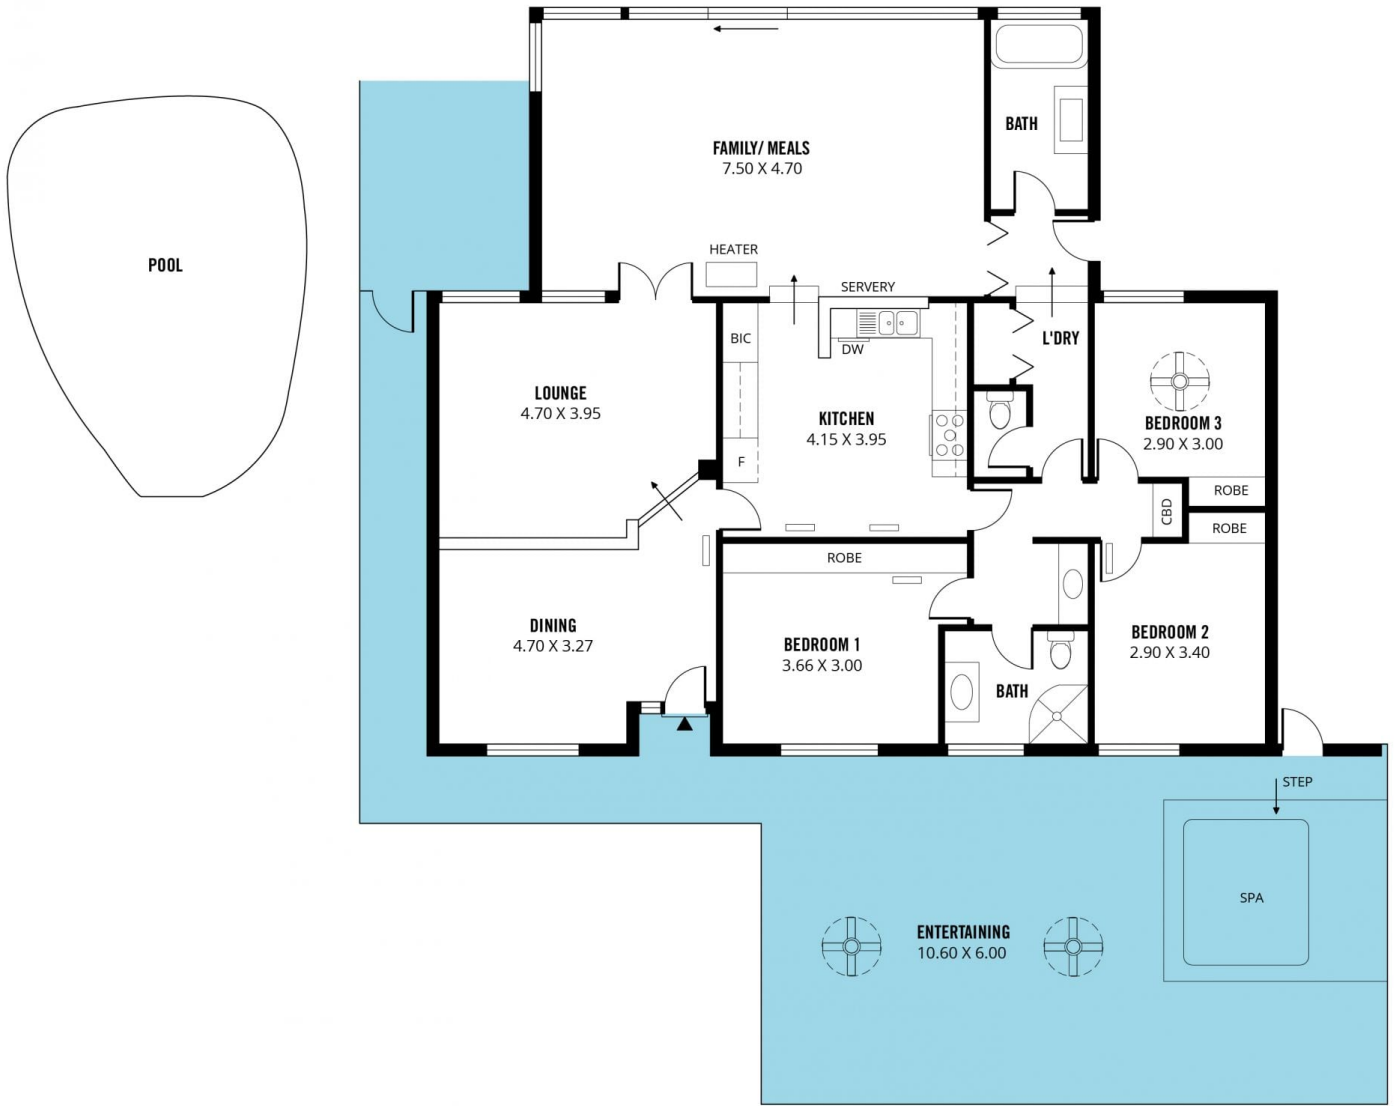 BATH
FAMILY/ MEALS
7.50 X 4.70
POOL
HEATER
SERVERY
BIC
DW
L'DRY
LOUNGE
4.70 X 3.95
KITCHEN
4.15 X 3.95
BEDROOM 3
2.90 X 3.00
F
ROBE
CBD
ROBE
ROBE
DINING
4.70 X 3.27
BEDROOM 1
3.66 X 3.00
BEDROOM 2
2.90 X 3.40
BATH
STEP
SPA
ENTERTAINING
10.60 X 6.00